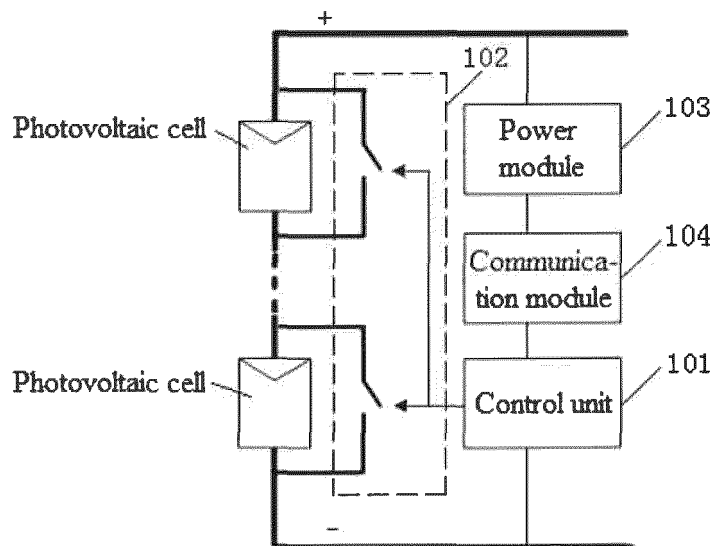 +
102
103
Photovoltaic cell
Power
module
104
Communica-
tion module
101
Photovoltaic cell
Control unit
-